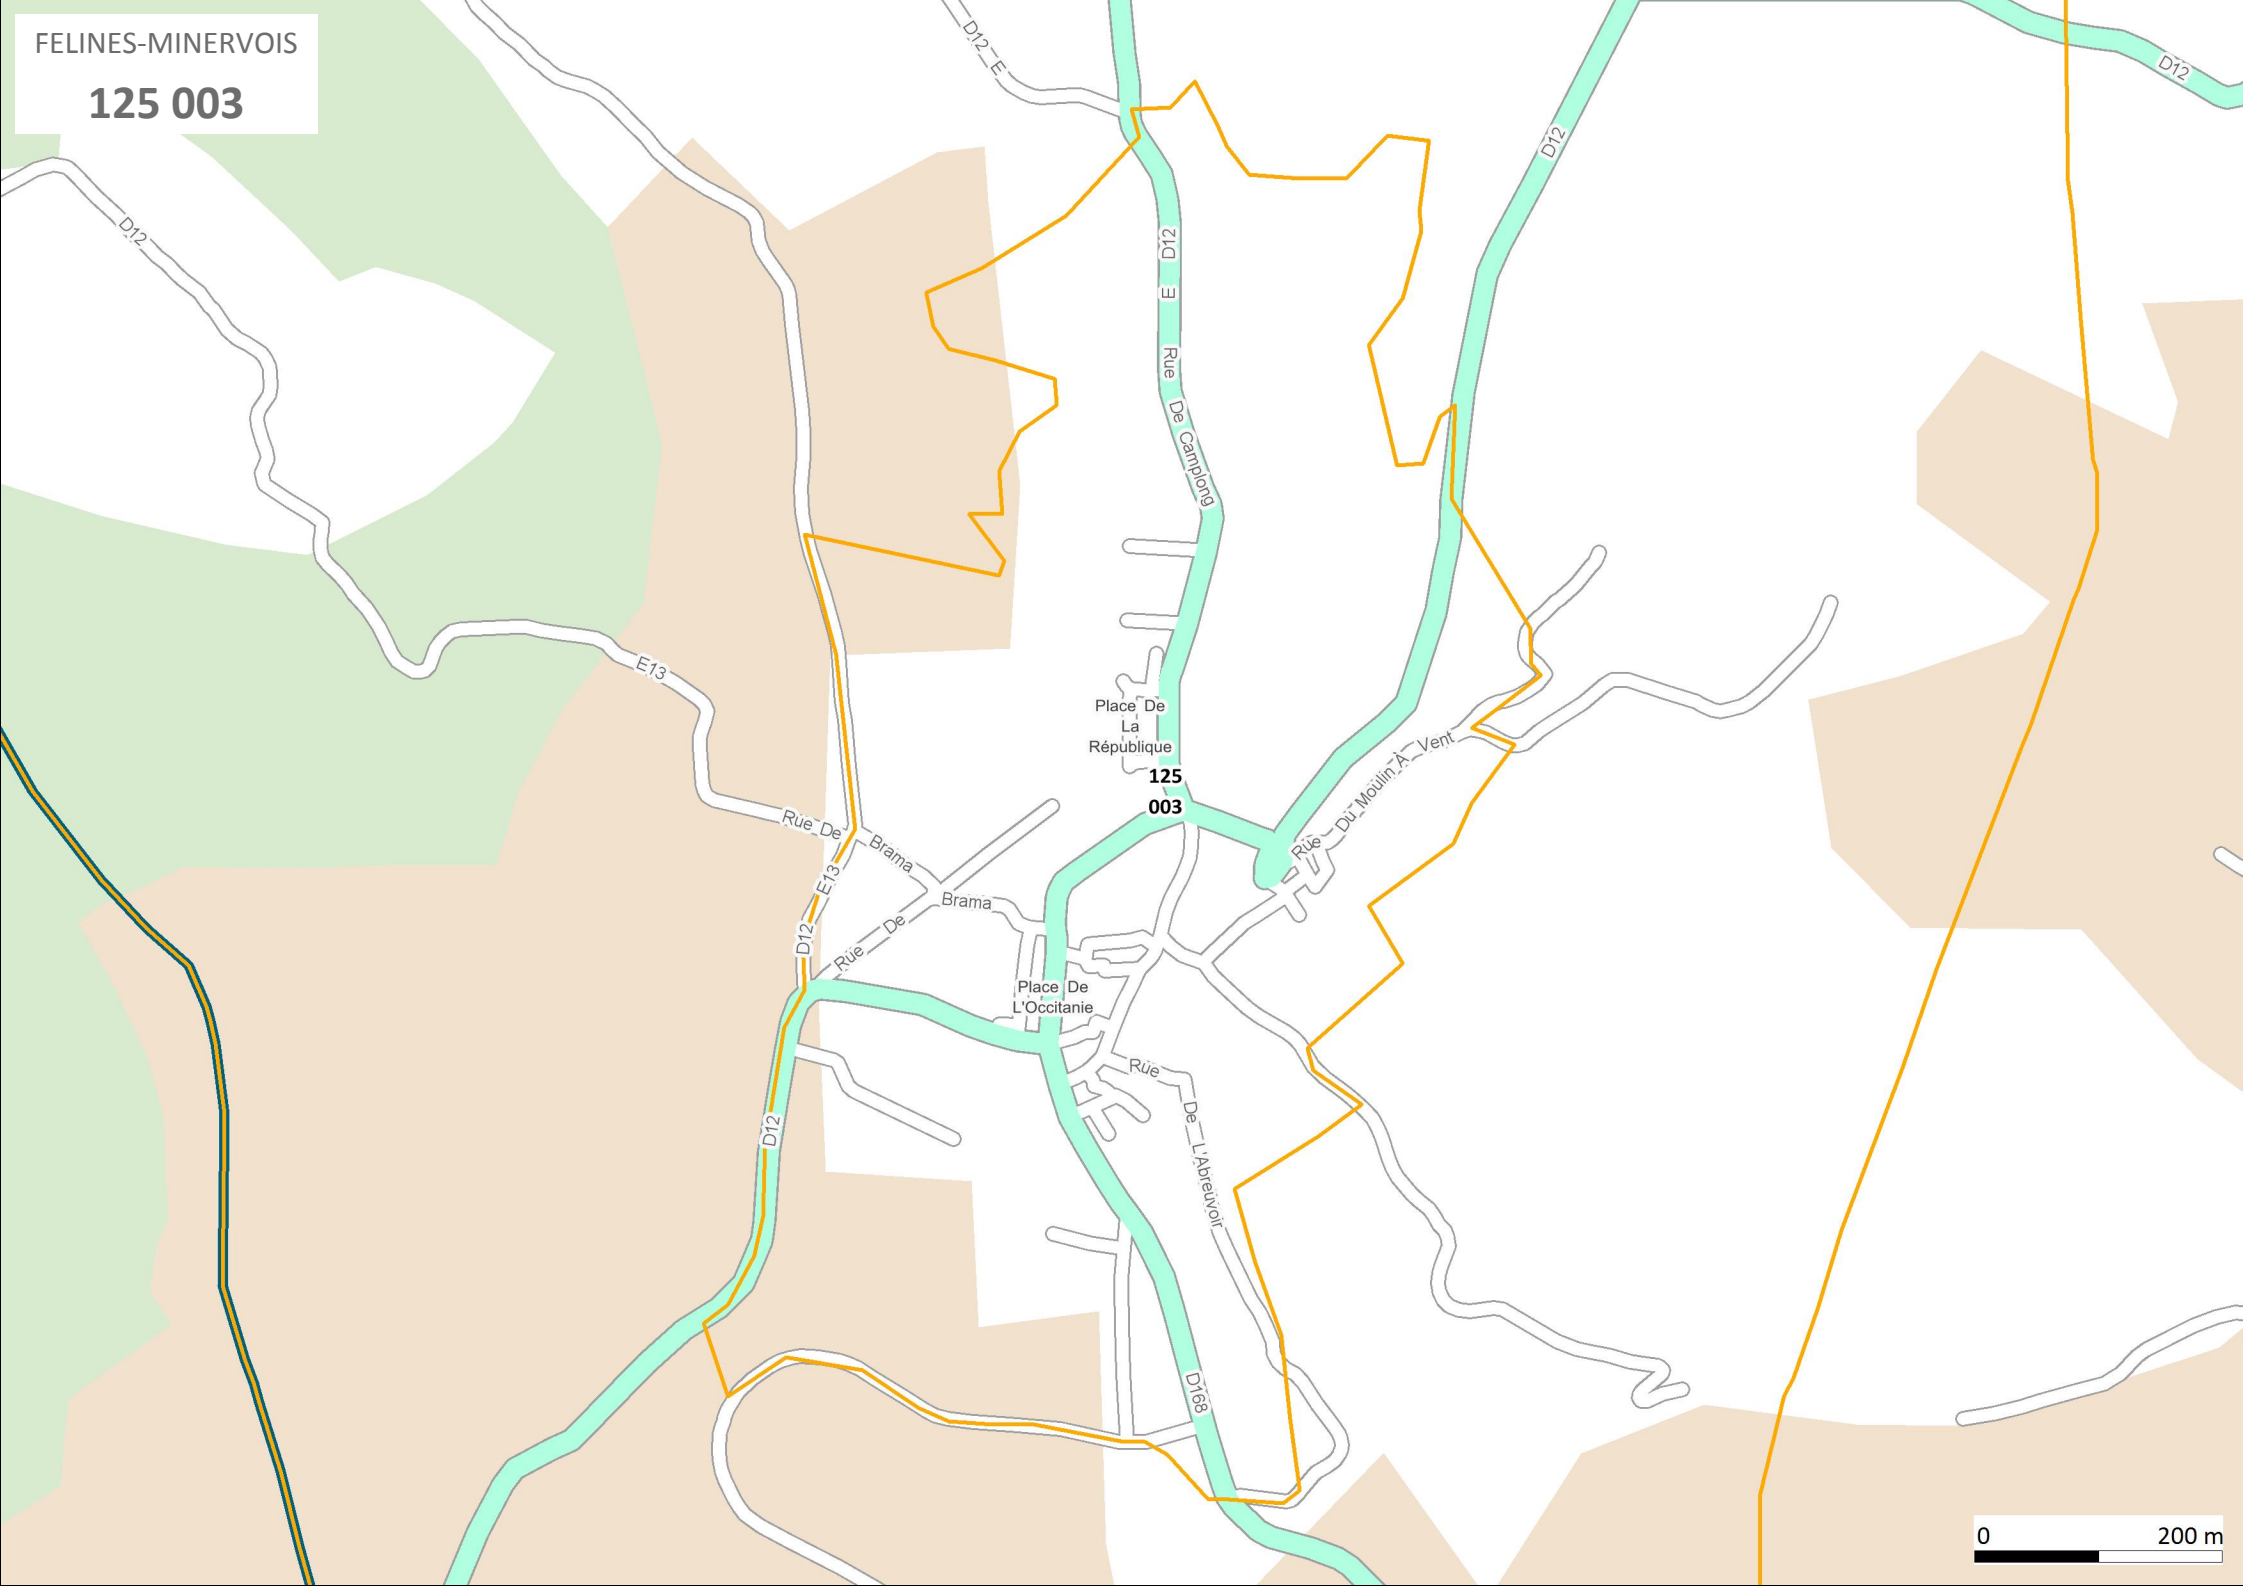 FELINES-MINERVOIS
125 003
D12 E
D12
D12
D12
D12 E
Rue De Camplong
E13
Place De
La
République
125
003
Rue Du Moulin À Vent
Rue De Brama
E13
Brama
D12
Rue De
Place De
L'Occitanie
Rue De L'Abreuvoir
D12
D168
0 200 m